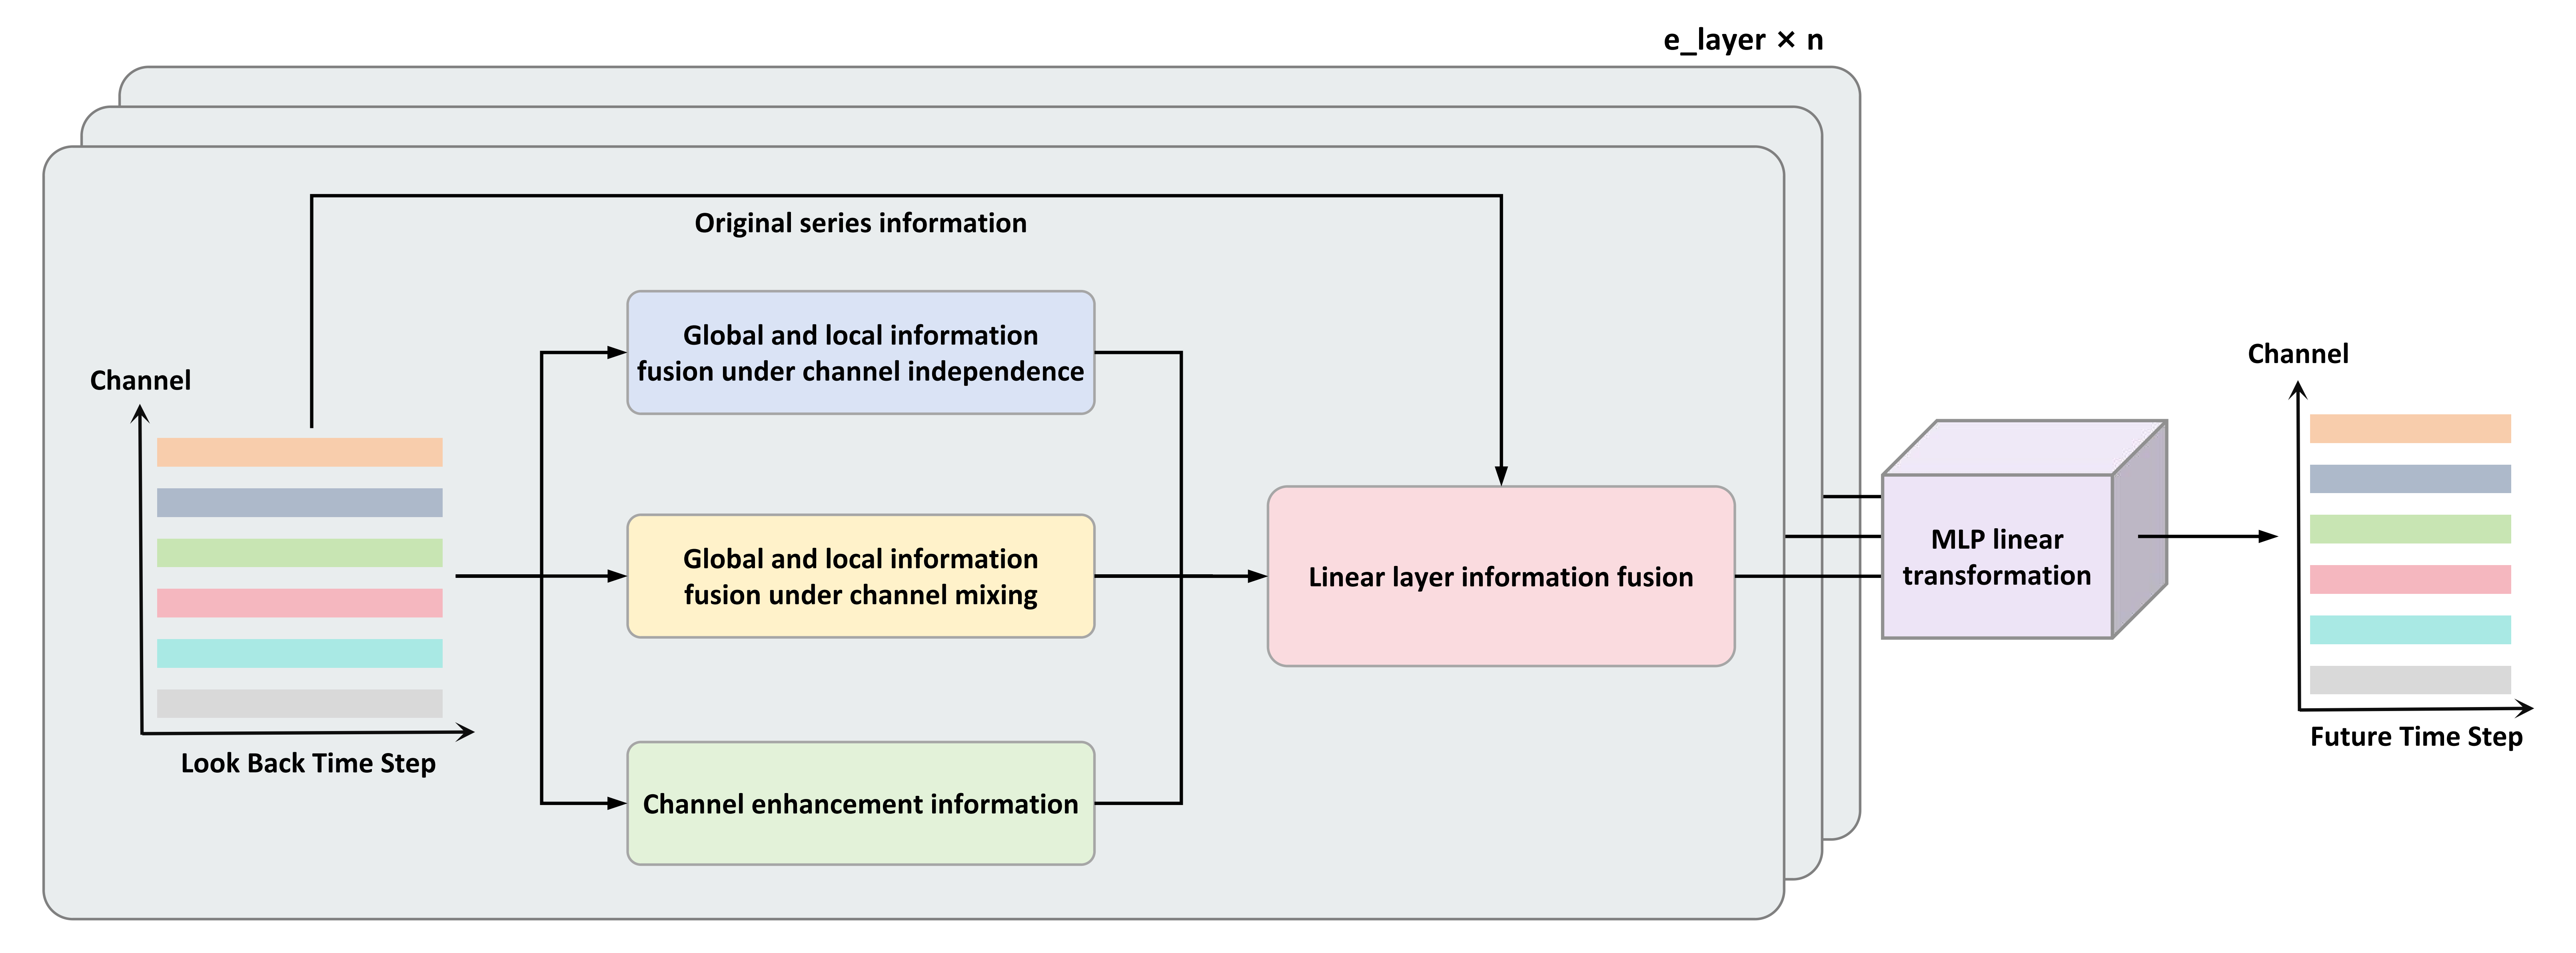 e_layer × n
Original series information
Global and local information
fusion under channel independence
Channel
Look Back Time Step
Global and local information
fusion under channel mixing
Channel enhancement information
Linear layer information fusion
MLP linear
transformation
Channel
Future Time Step